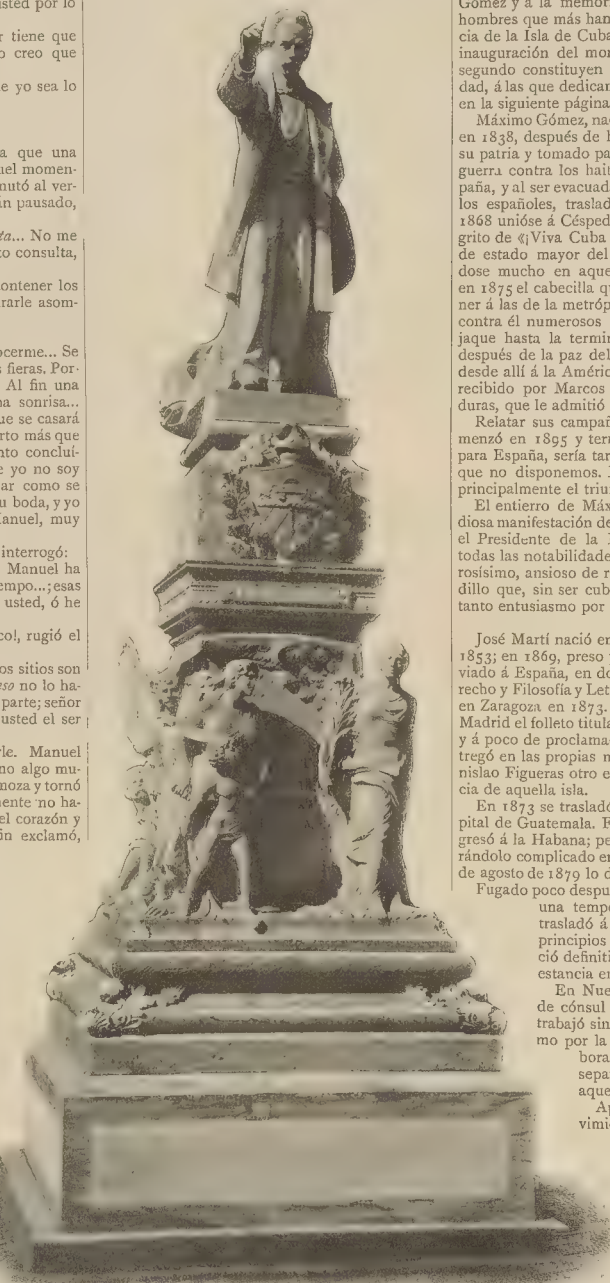 usted por lo
r tiene que
o creo que
e yo sea lo
a que una
uel momen-
mutó al ver-
án pausado,
ta... No me
to consulta,
ontener los
rarle asom-
ocerme... Se
s fieras. Por-
Al fin una
na sonrisa...
ue se casará
rto más que
nto concluí-
e yo no soy
ar como se
u boda, y yo
Manuel, muy
interrogó:
Manuel ha
empo...; esas
usted, ó he
co!, rugió el
os sitios son
eso no lo ha-
parte; señor
usted el ser
rle. Manuel
no algo mu-
moza y tornó
mente no ha-
el corazón y
in exclamó,
Gómez y á la memori
hombres que más han
cia de la Isla de Cuba
inauguración del mon
segundo constituyen
dad, á las que dedicam
en la siguiente página
Máximo Gómez, nac
en 1838, después de h
su patria y tomado pa
guerra contra los hait
paña, y al ser evacuad
los españoles, traslad
1868 unióse á Césped
grito de «¡Viva Cuba
de estado mayor del
dose mucho en aque
en 1875 el cabecilla q
ner á las de la metróp
contra él numerosos
jaque hasta la termin
después de la paz del
desde allí á la Améric
recibido por Marcos
duras, que le admitió
Relatar sus campañ
menzó en 1895 y tern
para España, sería tar
que no disponemos.
principalmente el triu
El entierro de Máx
diosa manifestación de
el Presidente de la
todas las notabilidade
rosísimo, ansioso de r
dillo que, sin ser cub
tanto entusiasmo por
José Martí nació en
1853; en 1869, preso
viado á España, en do
recho y Filosofía y Let
en Zaragoza en 1873.
Madrid el folleto titula
y á poco de proclama
tregó en las propias m
nislao Figueras otro e
cia de aquella isla.
En 1873 se trasladó
pital de Guatemala. E
gresó á la Habana; pe
rándolo complicado en
de agosto de 1879 lo d
Fugado poco despu
una tempo
trasladó á
principios
ció definiti
estancia en
En Nue
de cónsul
trabajó sin
mo por la
bora
sepa
aque
Ap
vimie